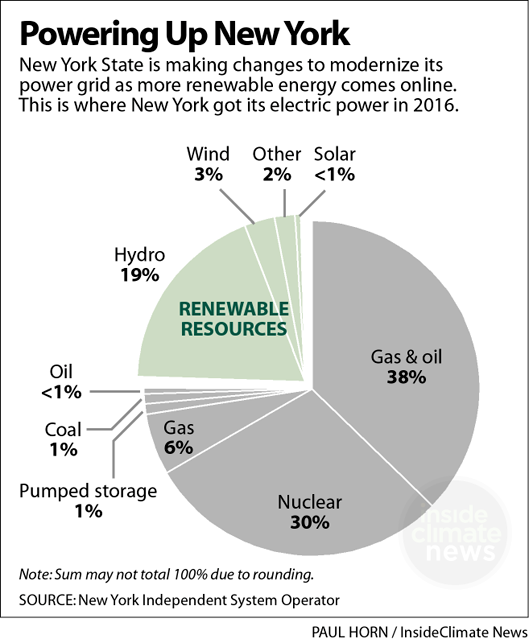 Powering Up New York
New York State is making changes to modernize its
power grid as more renewable energy comes online.
This is where New York got its electric power in 2016.
Wind
3%
Other
2%
Solar
<1%
Hydro
19%
RENEWABLE
RESOURCES
Gas & oil
38%
Oil
<1%
Coal
1%
Gas
6%
Pumped storage
1%
Nuclear
30%
inside
climate
news
Note: Sum may not total 100% due to rounding.
SOURCE: New York Independent System Operator
PAUL HORN / InsideClimate News